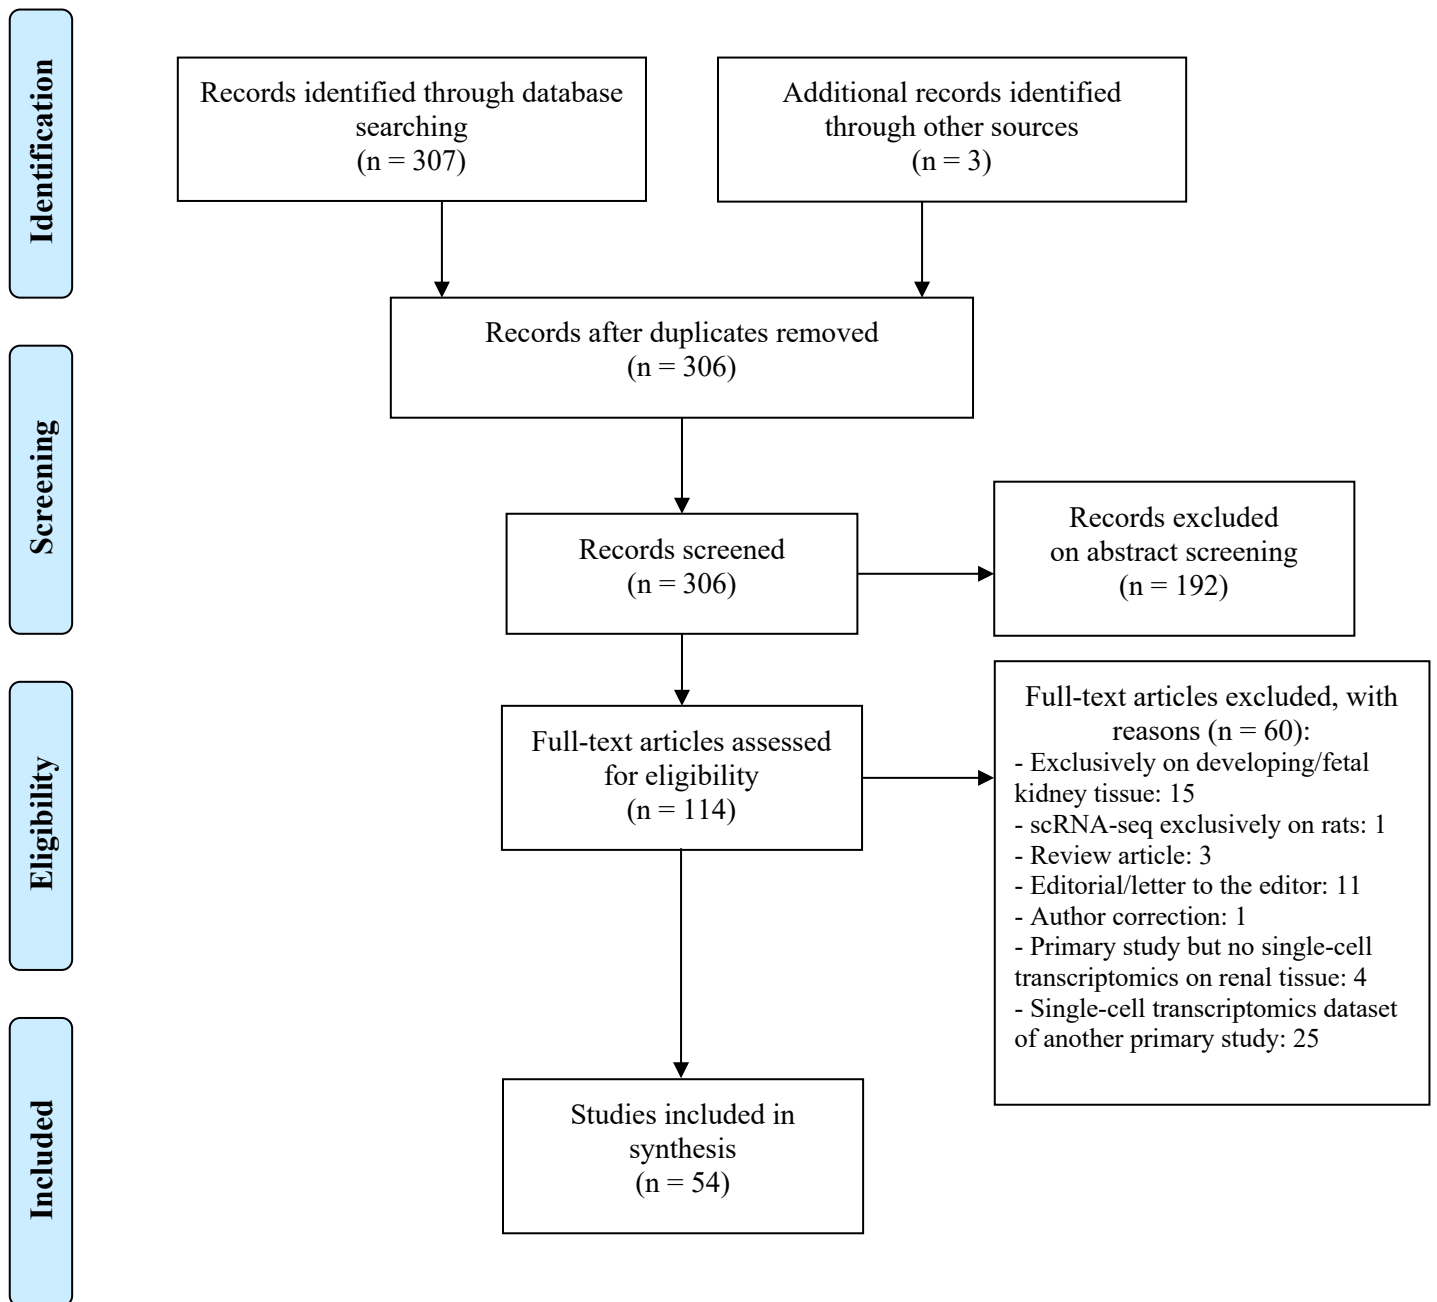 Identification
Records identified through database
searching
(n = 307)
Additional records identified
through other sources
(n = 3)
Records after duplicates removed
(n = 306)
Screening
Records screened
(n = 306)
Records excluded
on abstract screening
(n = 192)
Eligibility
Full-text articles assessed
for eligibility
(n = 114)
Full-text articles excluded, with
reasons (n = 60):
- Exclusively on developing/fetal
kidney tissue: 15
- scRNA-seq exclusively on rats: 1
- Review article: 3
- Editorial/letter to the editor: 11
- Author correction: 1
- Primary study but no single-cell
transcriptomics on renal tissue: 4
- Single-cell transcriptomics dataset
of another primary study: 25
Included
Studies included in
synthesis
(n = 54)